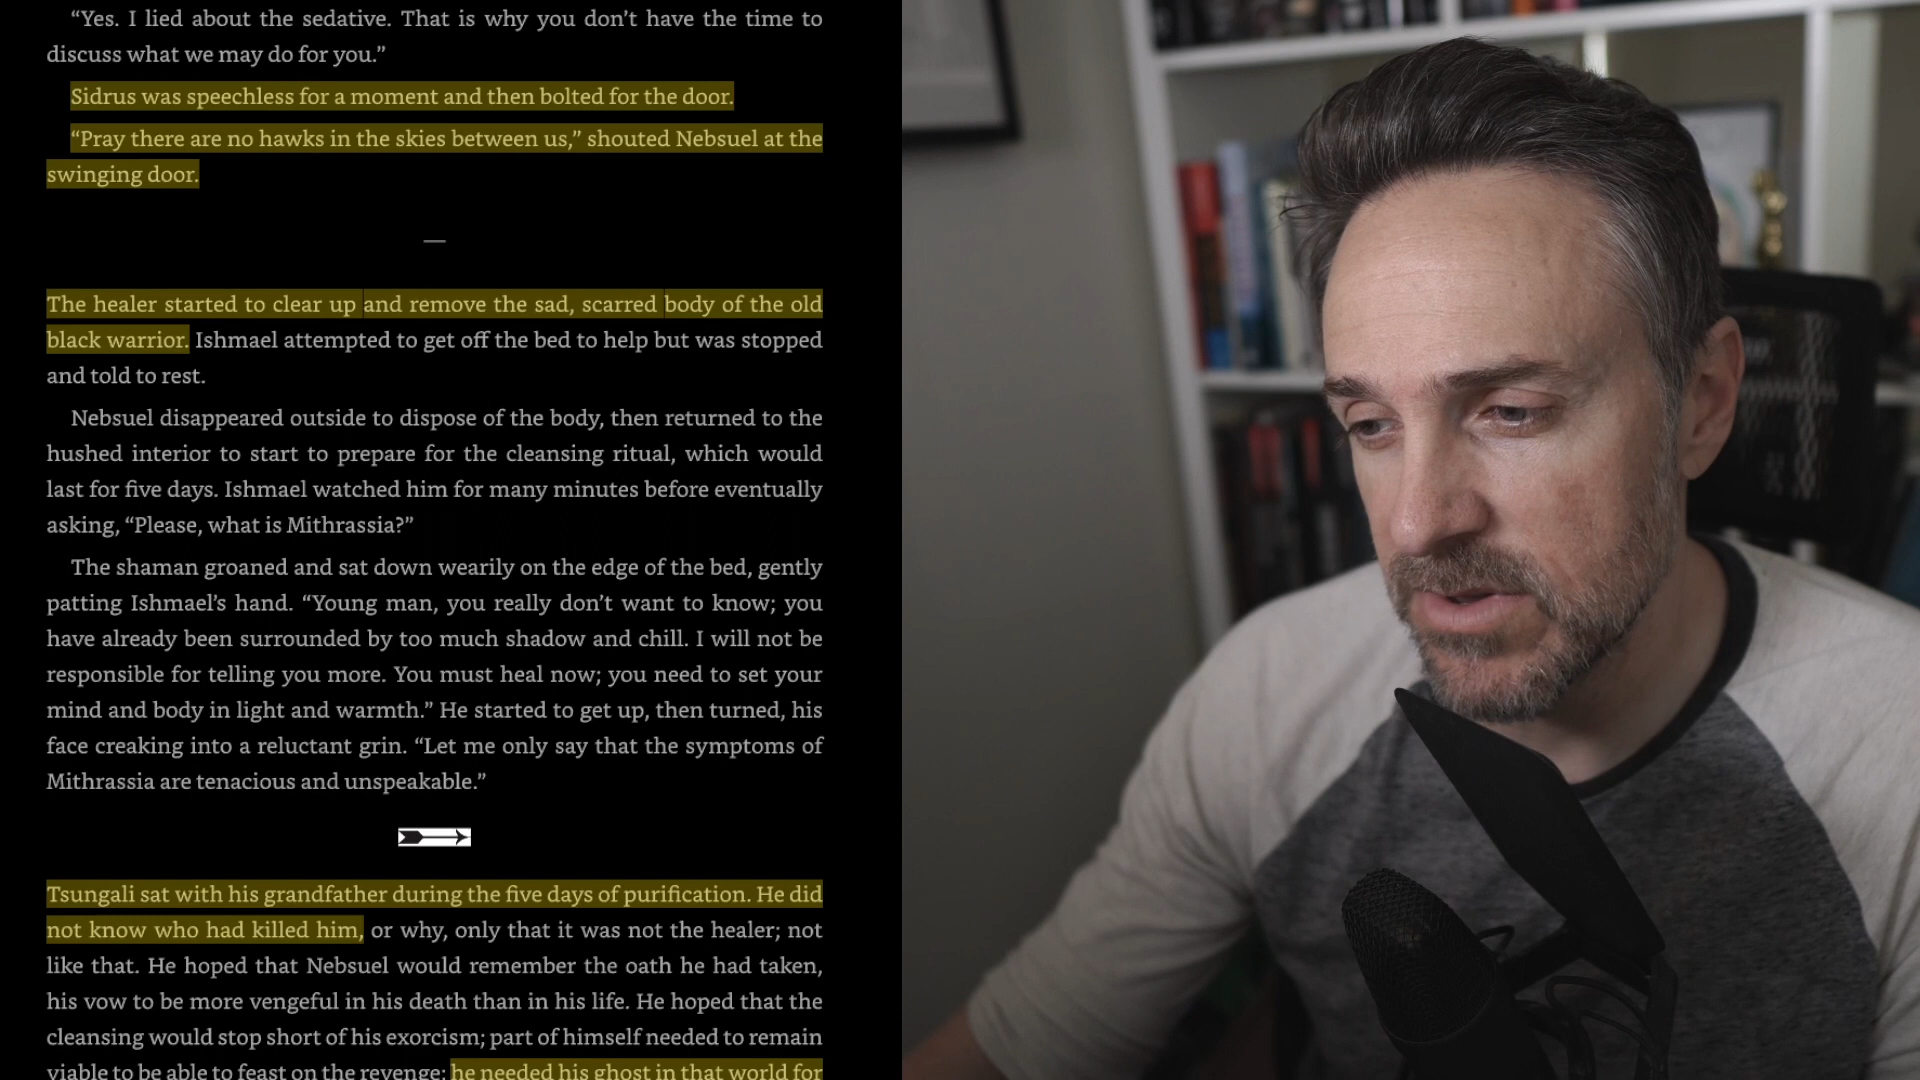 “Yes. I lied about the sedative. That is why you don’t have the time to
discuss what we may do for you.”
Sidrus was speechless for a moment and then bolted for the door.
“Pray there are no hawks in the skies between us,” shouted Nebsuel at the
swinging door.
—
The healer started to clear up and remove the sad, scarred body of the old
black warrior. Ishmael attempted to get off the bed to help but was stopped
and told to rest.
Nebsuel disappeared outside to dispose of the body, then returned to the
hushed interior to start to prepare for the cleansing ritual, which would
last for five days. Ishmael watched him for many minutes before eventually
asking, “Please, what is Mithrassia?”
The shaman groaned and sat down wearily on the edge of the bed, gently
patting Ishmael’s hand. “Young man, you really don’t want to know; you
have already been surrounded by too much shadow and chill. I will not be
responsible for telling you more. You must heal now; you need to set your
mind and body in light and warmth.” He started to get up, then turned, his
face creaking into a reluctant grin. “Let me only say that the symptoms of
Mithrassia are tenacious and unspeakable.”
Tsungali sat with his grandfather during the five days of purification. He did
not know who had killed him, or why, only that it was not the healer; not
like that. He hoped that Nebsuel would remember the oath he had taken,
his vow to be more vengeful in his death than in his life. He hoped that the
cleansing would stop short of his exorcism; part of himself needed to remain
viable to be able to feast on the revenge; he needed his ghost in that world for